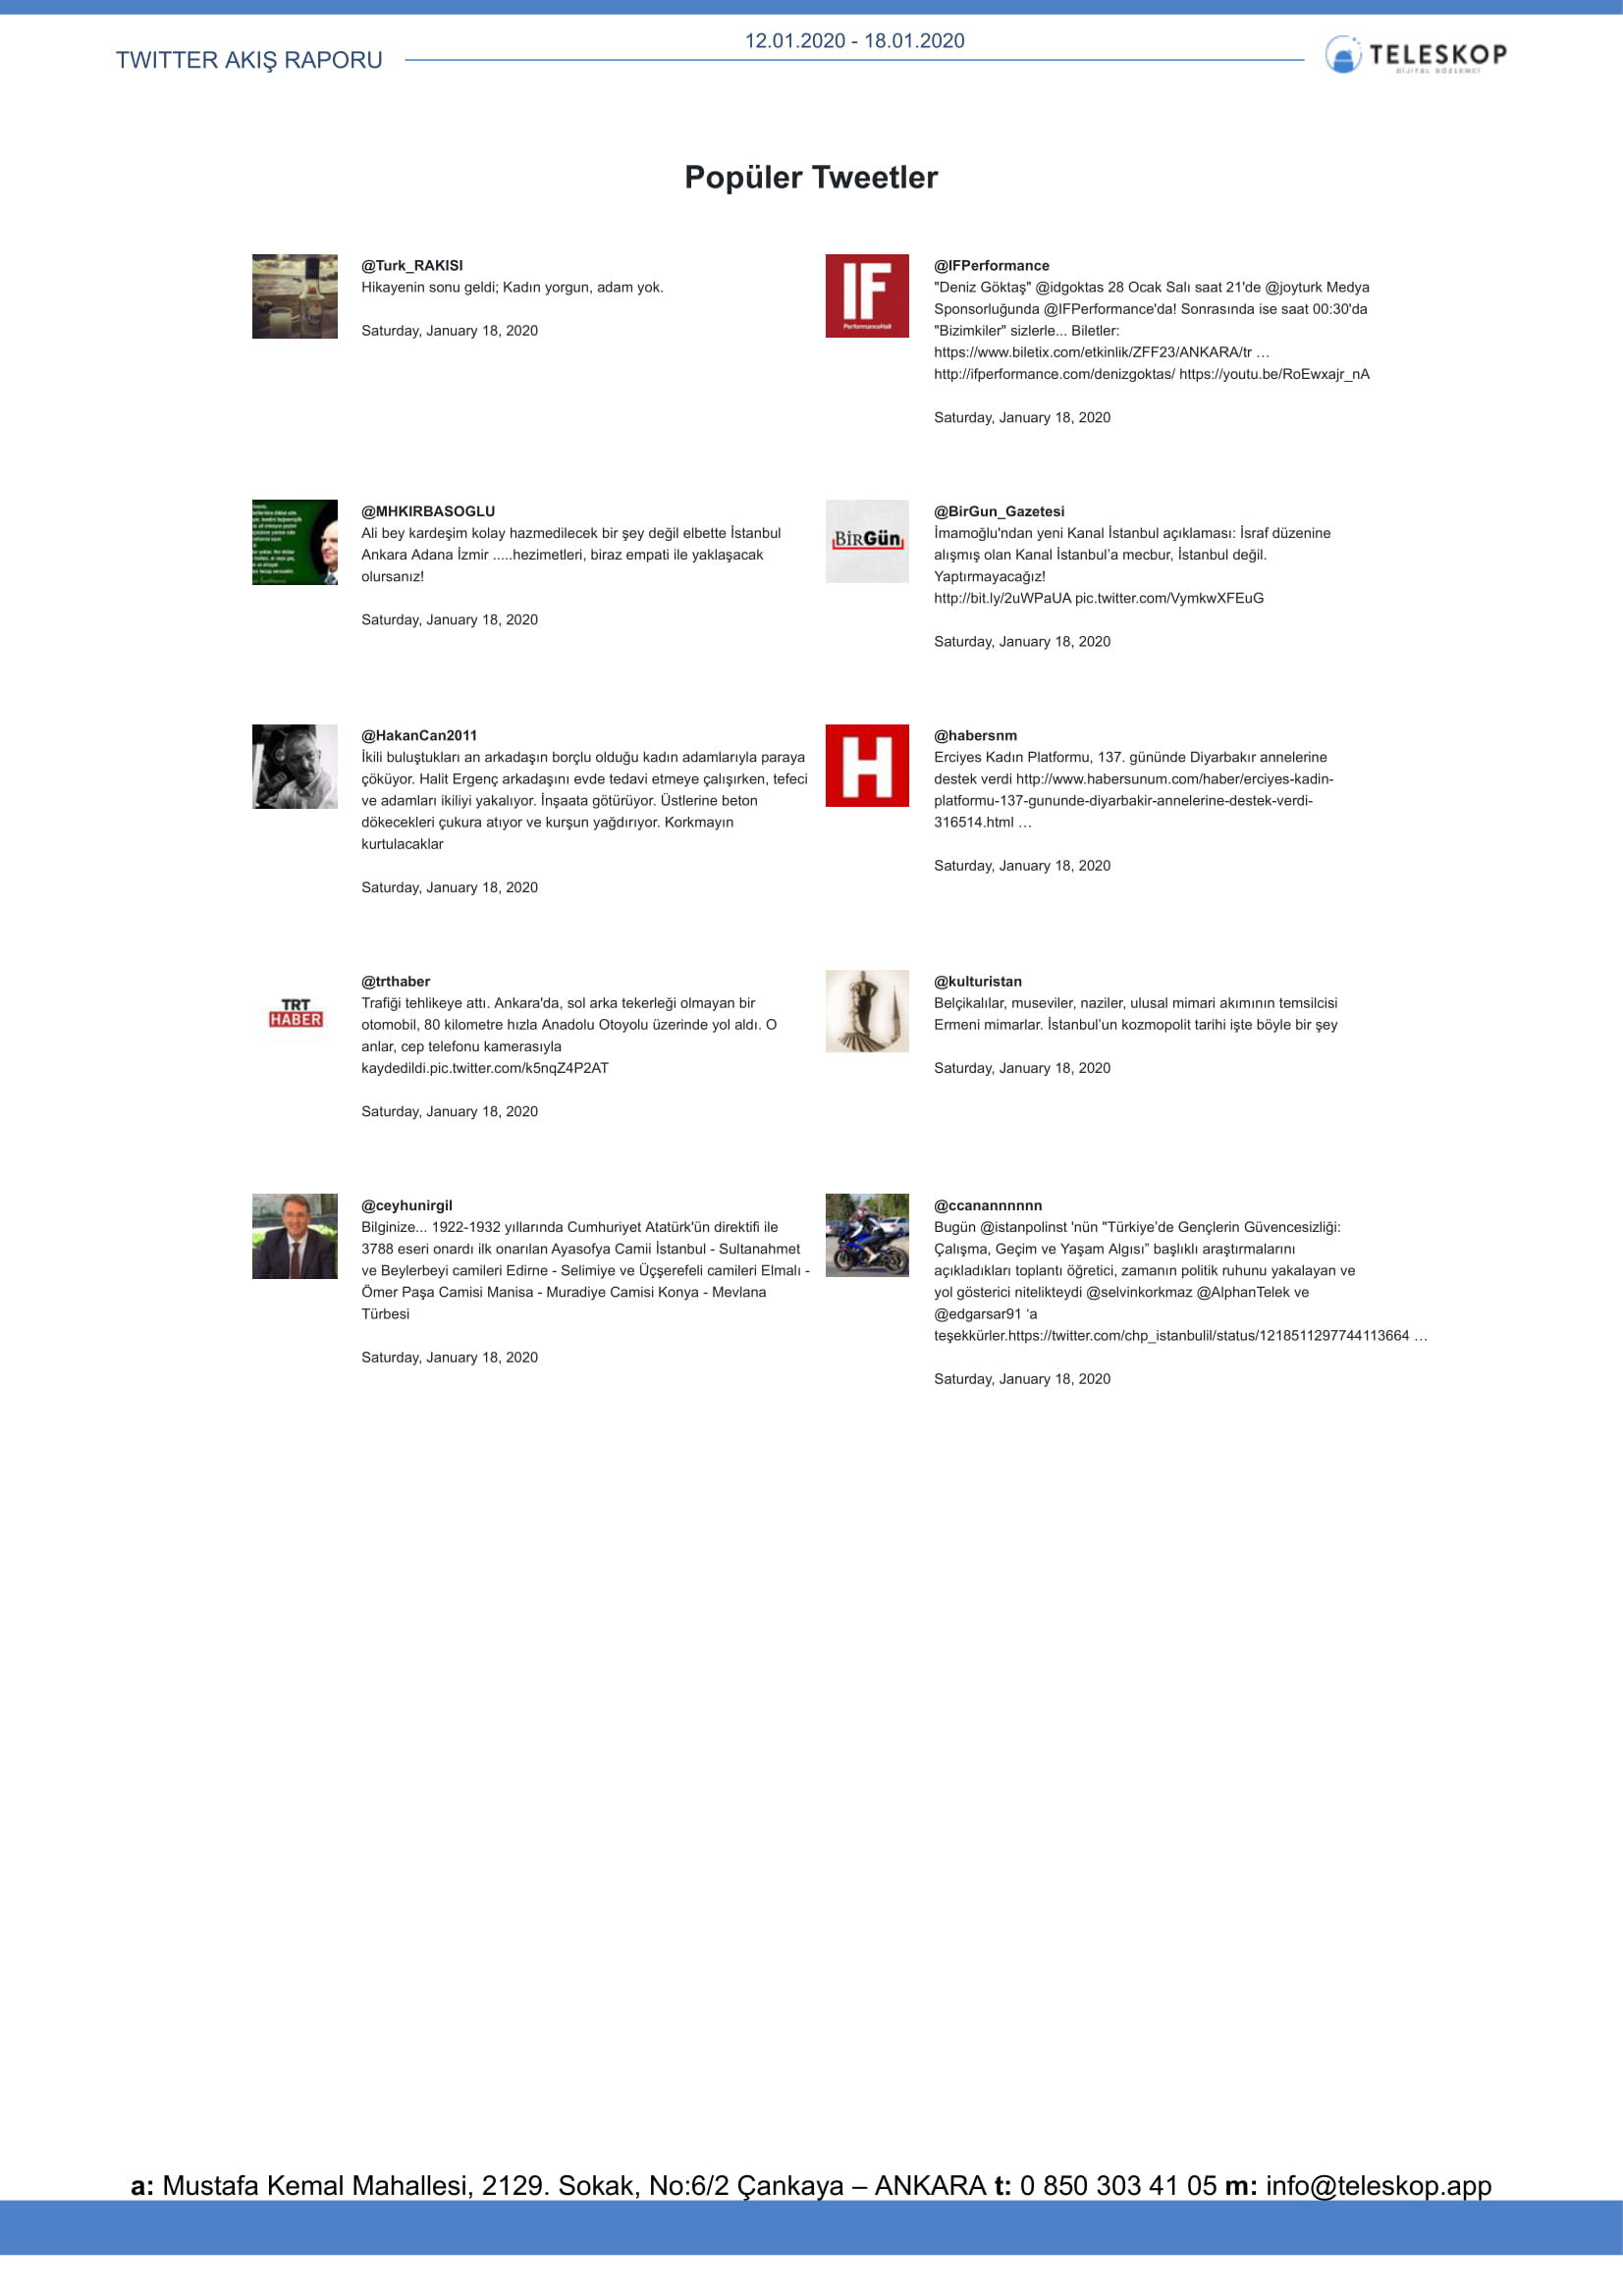 12.01.2020 - 18.01.2020
TWITTER AKIŞ RAPORU
TELESKOP
DİJİTAL GÖZLEMCİ
Popüler Tweetler
@Turk_RAKISI
Hikayenin sonu geldi; Kadın yorgun, adam yok.
Saturday, January 18, 2020
IF
PerformanceHall
@IFPerformance
"Deniz Göktaş" @idgoktas 28 Ocak Salı saat 21'de @joyturk Medya
Sponsorluğunda @IFPerformance'da! Sonrasında ise saat 00:30'da
"Bizimkiler" sizlerle... Biletler:
https://www.biletix.com/etkinlik/ZFF23/ANKARA/tr …
http://ifperformance.com/denizgoktas/ https://youtu.be/RoEwxajr_nA
Saturday, January 18, 2020
@MHKIRBASOGLU
Ali bey kardeşim kolay hazmedilecek bir şey değil elbette İstanbul
Ankara Adana İzmir .....hezimetleri, biraz empati ile yaklaşacak
olursanız!
Saturday, January 18, 2020
BirGün
@BirGun_Gazetesi
İmamoğlu'ndan yeni Kanal İstanbul açıklaması: İsraf düzenine
alışmış olan Kanal İstanbul’a mecbur, İstanbul değil.
Yaptırmayacağız!
http://bit.ly/2uWPaUA pic.twitter.com/VymkwXFEuG
Saturday, January 18, 2020
@HakanCan2011
İkili buluştukları an arkadaşın borçlu olduğu kadın adamlarıyla paraya
çöküyor. Halit Ergenç arkadaşını evde tedavi etmeye çalışırken, tefeci
ve adamları ikiliyi yakalıyor. İnşaata götürüyor. Üstlerine beton
dökecekleri çukura atıyor ve kurşun yağdırıyor. Korkmayın
kurtulacaklar
Saturday, January 18, 2020
H
@habersnm
Erciyes Kadın Platformu, 137. gününde Diyarbakır annelerine
destek verdi http://www.habersunum.com/haber/erciyes-kadin-
platformu-137-gununde-diyarbakir-annelerine-destek-verdi-
316514.html …
Saturday, January 18, 2020
TRT
HABER
@trthaber
Trafiği tehlikeye attı. Ankara'da, sol arka tekerleği olmayan bir
otomobil, 80 kilometre hızla Anadolu Otoyolu üzerinde yol aldı. O
anlar, cep telefonu kamerasıyla
kaydedildi.pic.twitter.com/k5nqZ4P2AT
Saturday, January 18, 2020
@kulturistan
Belçikalılar, museviler, naziler, ulusal mimari akımının temsilcisi
Ermeni mimarlar. İstanbul’un kozmopolit tarihi işte böyle bir şey
Saturday, January 18, 2020
@ceyhunirgil
Bilginize... 1922-1932 yıllarında Cumhuriyet Atatürk'ün direktifi ile
3788 eseri onardı ilk onarılan Ayasofya Camii İstanbul - Sultanahmet
ve Beylerbeyi camileri Edirne - Selimiye ve Üçşerefeli camileri Elmalı -
Ömer Paşa Camisi Manisa - Muradiye Camisi Konya - Mevlana
Türbesi
Saturday, January 18, 2020
@ccanannnnnn
Bugün @istanpolinst 'nün "Türkiye’de Gençlerin Güvencesizliği:
Çalışma, Geçim ve Yaşam Algısı” başlıklı araştırmalarını
açıkladıkları toplantı öğretici, zamanın politik ruhunu yakalayan ve
yol gösterici nitelikteydi @selvinkorkmaz @AlphanTelek ve
@edgarsar91 ‘a
teşekkürler.https://twitter.com/chp_istanbulil/status/1218511297744113664 …
Saturday, January 18, 2020
a: Mustafa Kemal Mahallesi, 2129. Sokak, No:6/2 Çankaya – ANKARA t: 0 850 303 41 05 m: info@teleskop.app